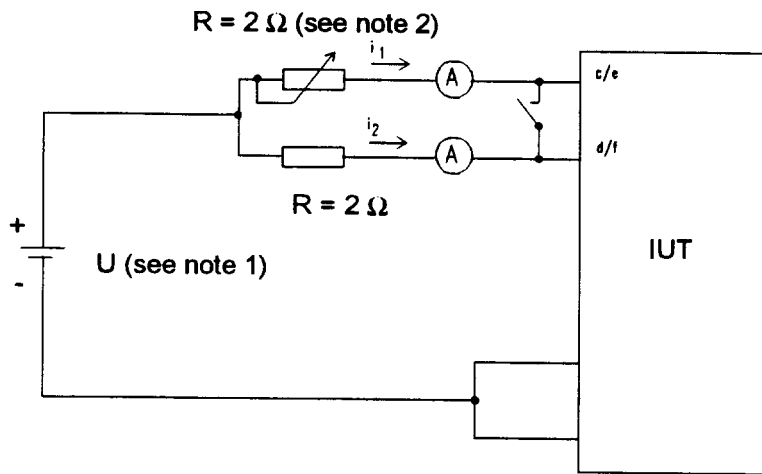 R = 2 Ω (see note 2)
i1
A
c/e
i2
A
d/f
R = 2 Ω
+
U (see note 1)
IUT
-